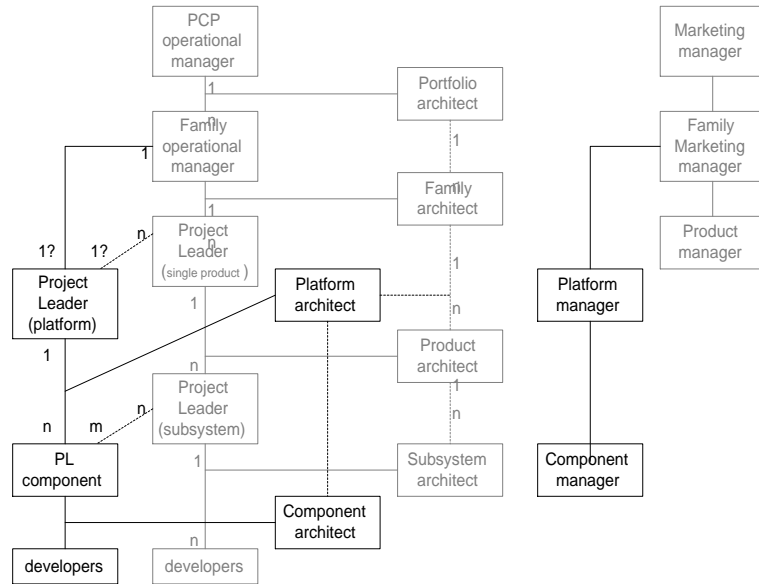 PCP
operational
manager
Marketing
manager
1
Portfolio
architect
n
Family
operational
manager
1
1
Family
Marketing
manager
n
Family
architect
1
n
Project
Leader
(single product )
n
Product
manager
1?
1?
1
Project
Leader
(platform)
Platform
architect
Platform
manager
1
n
1
Product
architect
n
Project
Leader
(subsystem)
1
n
n
n
m
PL
component
Subsystem
architect
Component
manager
1
Component
architect
n
developers
developers